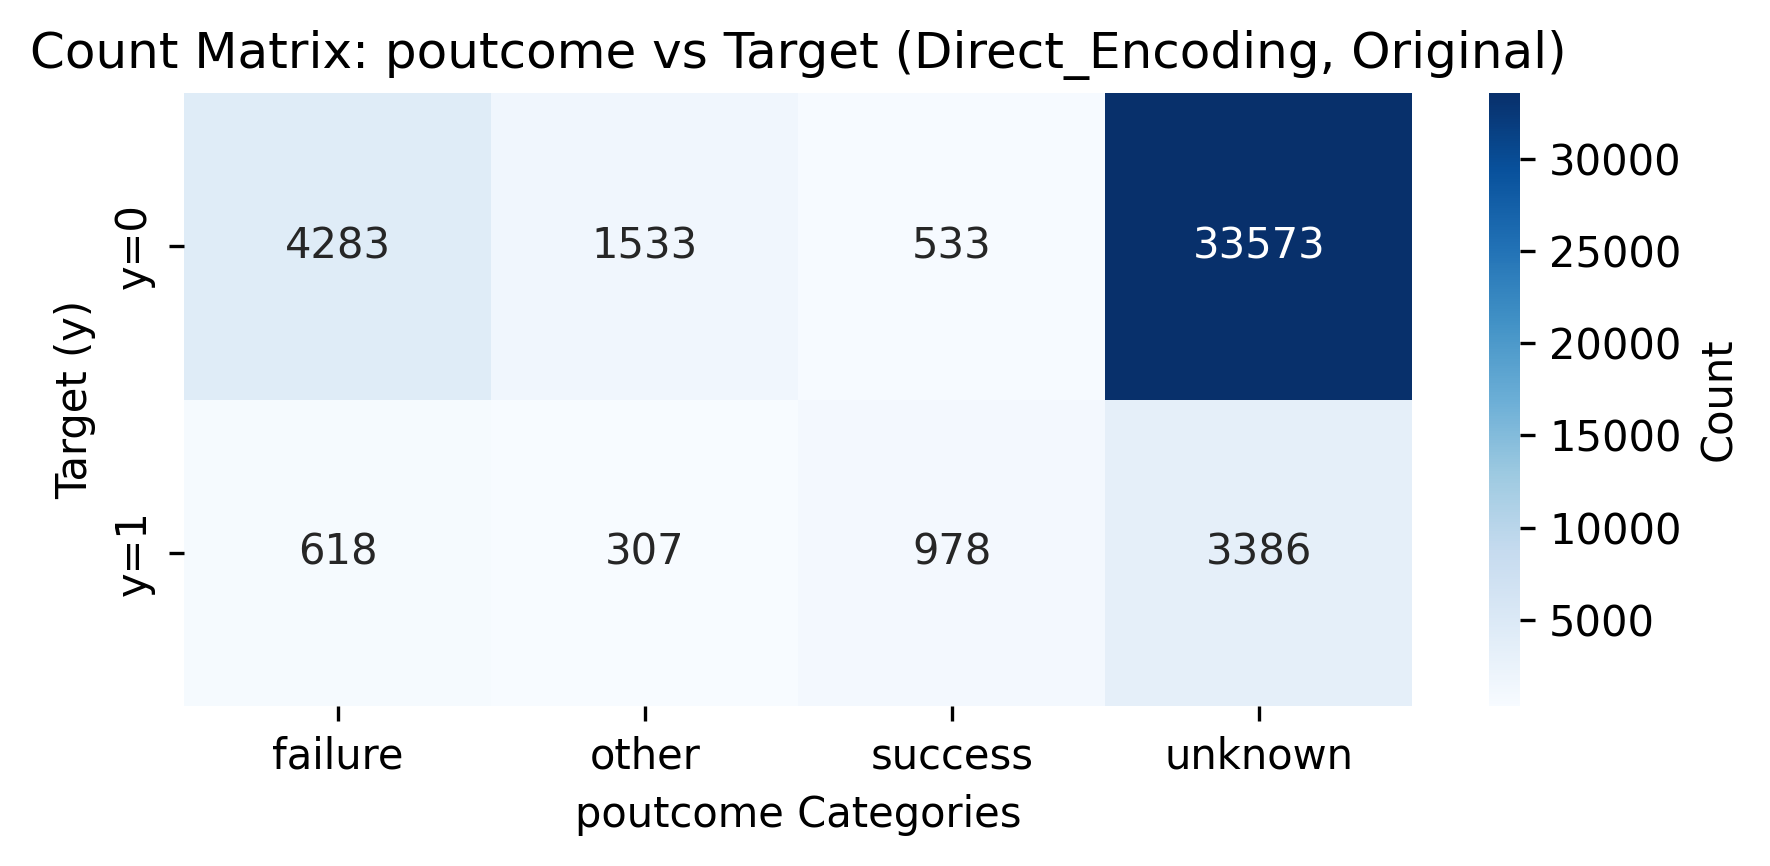 Count Matrix: poutcome vs Target (Direct_Encoding, Original)
Target (y)
y=0
4283 1533 533 33573
y=1
618 307 978 3386
failure other success unknown
poutcome Categories
30000
25000
20000
15000
10000
5000
Count